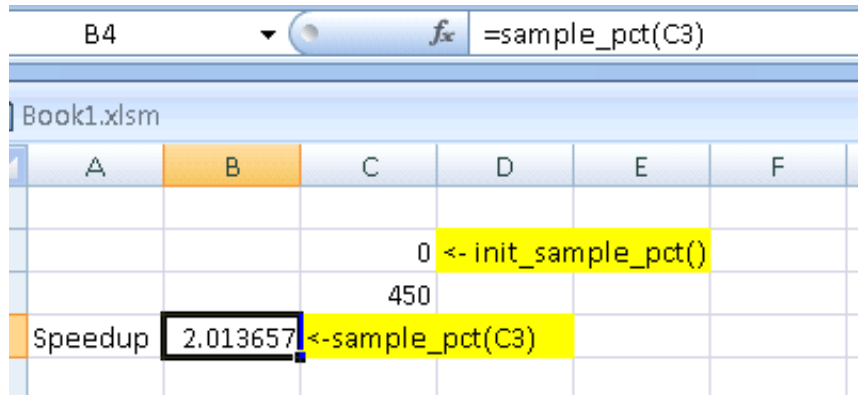 B4 fx =sample_pct(C3)
Book1.xlsm
A B C D E F
0 <- init_sample_pct()
450
Speedup 2.013657 <-sample_pct(C3)